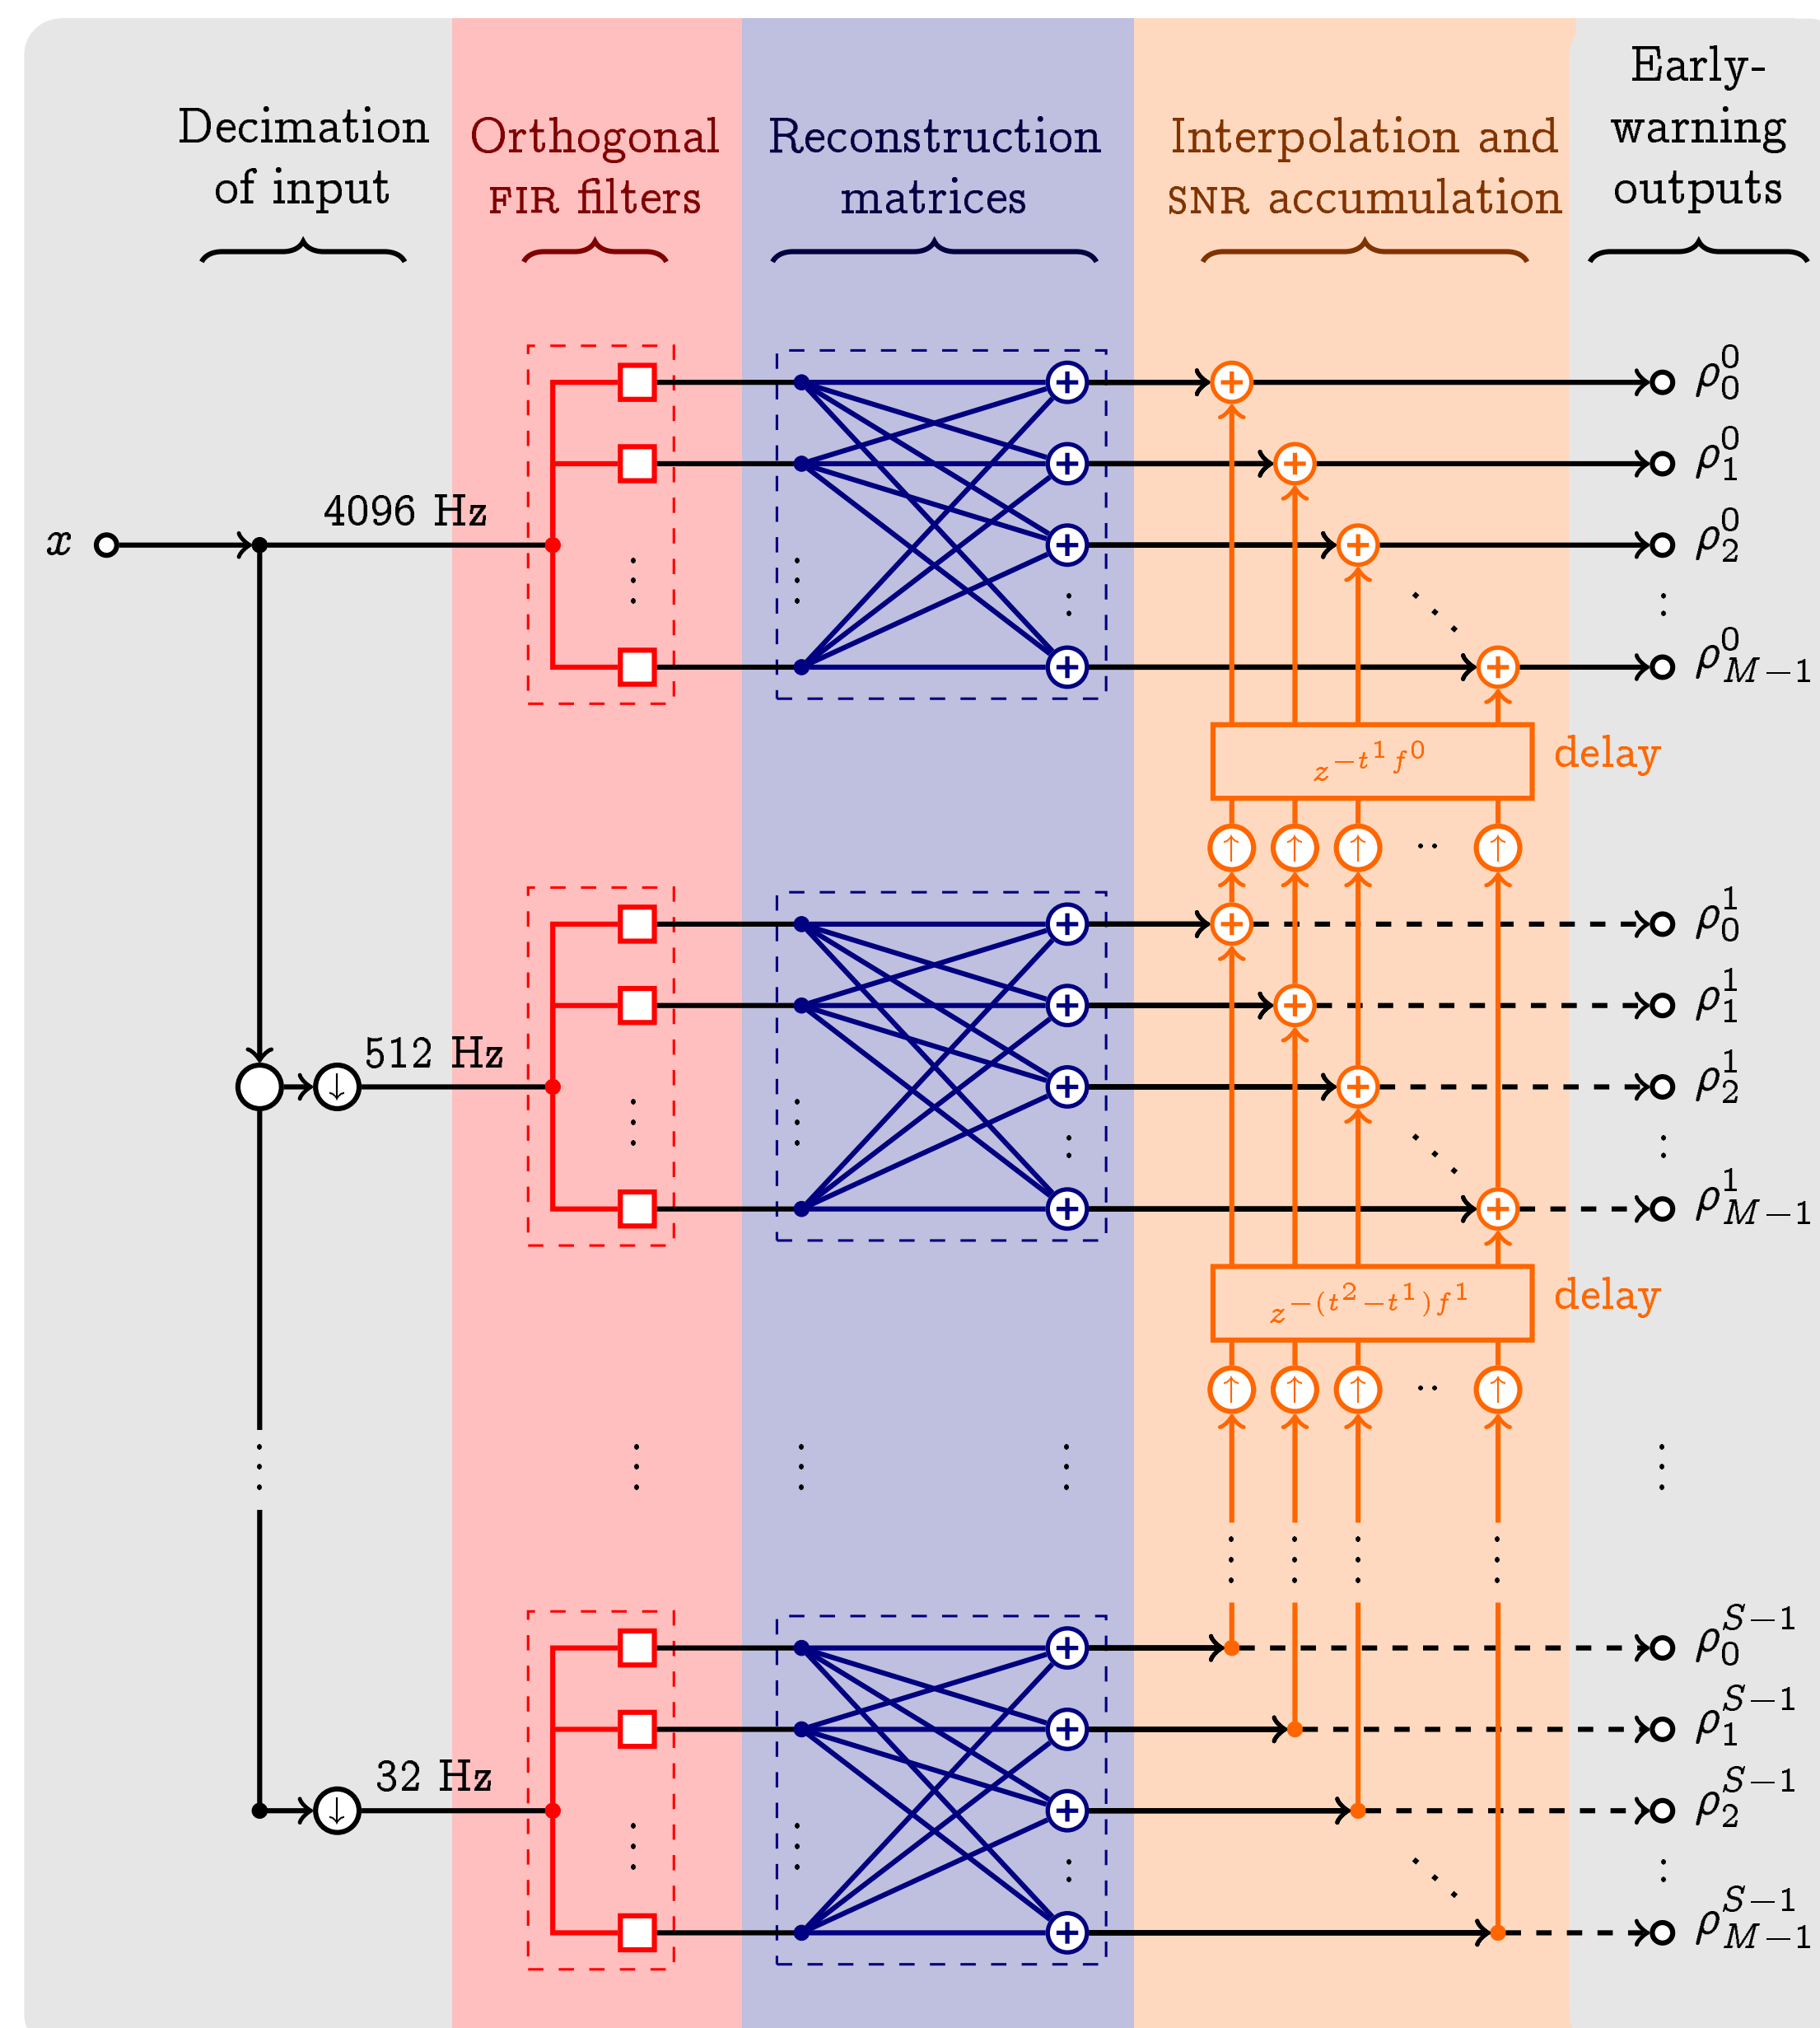 Decimation
of input
Orthogonal
FIR filters
Reconstruction
matrices
Interpolation and
SNR accumulation
Early-
warning
outputs
x
4096 Hz
ρ_0^0
ρ_1^0
ρ_2^0
ρ_{M−1}^0
z^{−t^1 f^0}
delay
↑ ↑ ↑ ↑
512 Hz
↓
ρ_0^1
ρ_1^1
ρ_2^1
ρ_{M−1}^1
z^{−(t^2−t^1)f^1}
delay
↑ ↑ ↑ ↑
32 Hz
↓
ρ_0^{S−1}
ρ_1^{S−1}
ρ_2^{S−1}
ρ_{M−1}^{S−1}